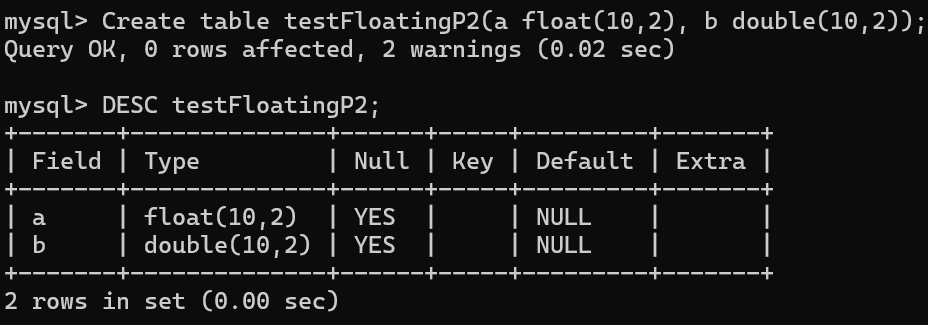 mysql> Create table testFloatingP2(a float(10,2), b double(10,2));
Query OK, 0 rows affected, 2 warnings (0.02 sec)

mysql> DESC testFloatingP2;
+-------+--------------+------+-----+---------+-------+
| Field | Type         | Null | Key | Default | Extra |
+-------+--------------+------+-----+---------+-------+
| a     | float(10,2)  | YES  |     | NULL    |       |
| b     | double(10,2) | YES  |     | NULL    |       |
+-------+--------------+------+-----+---------+-------+
2 rows in set (0.00 sec)